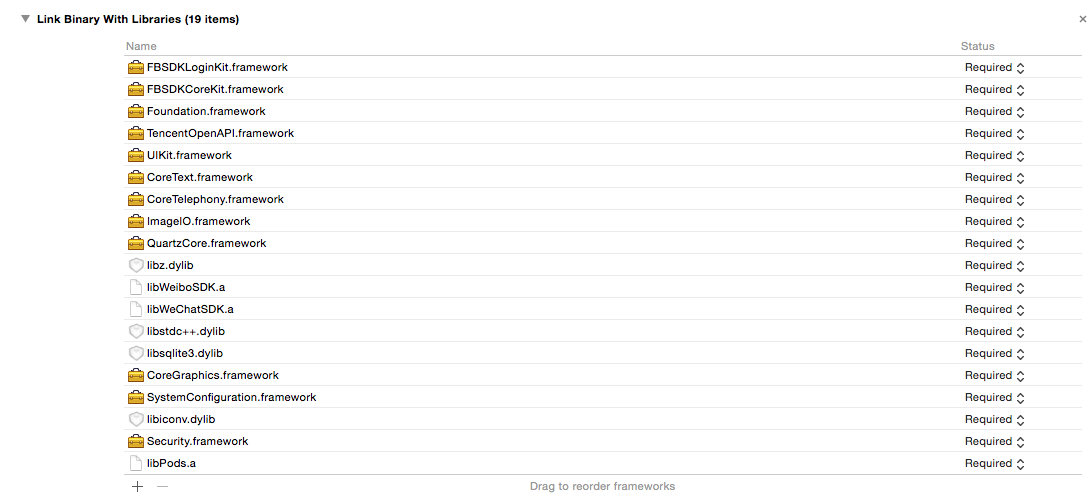 Link Binary With Libraries (19 items)
Name Status
FBSDKLoginKit.framework Required
FBSDKCoreKit.framework Required
Foundation.framework Required
TencentOpenAPI.framework Required
UIKit.framework Required
CoreText.framework Required
CoreTelephony.framework Required
ImageIO.framework Required
QuartzCore.framework Required
libz.dylib Required
libWeiboSDK.a Required
libWeChatSDK.a Required
libstdc++.dylib Required
libsqlite3.dylib Required
CoreGraphics.framework Required
SystemConfiguration.framework Required
libiconv.dylib Required
Security.framework Required
libPods.a Required
Drag to reorder frameworks